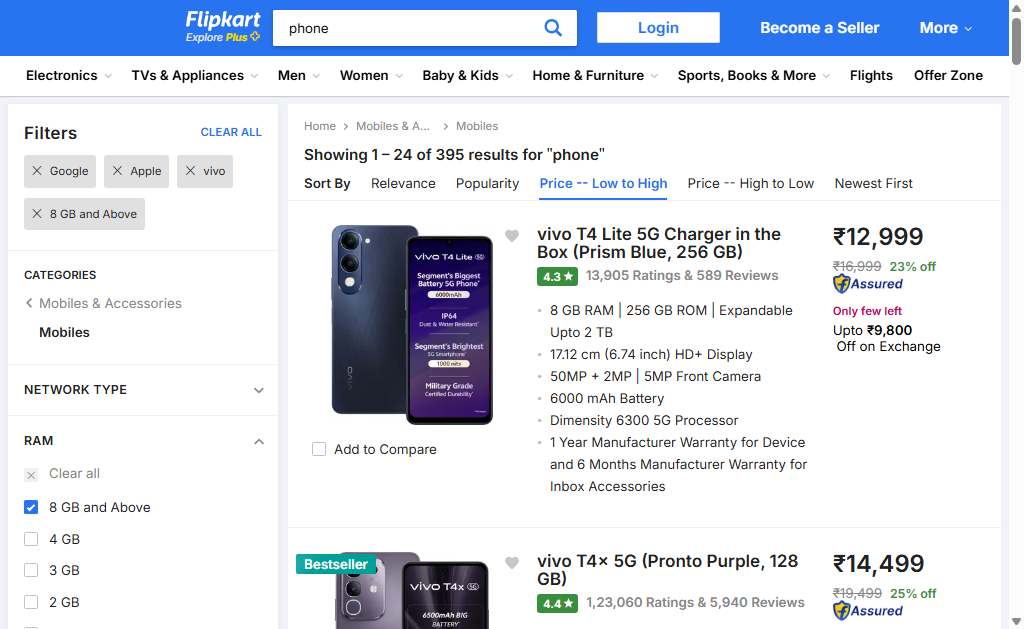 Flipkart
Explore Plus
phone
Login
Become a Seller
More
Electronics
TVs & Appliances
Men
Women
Baby & Kids
Home & Furniture
Sports, Books & More
Flights
Offer Zone
Filters
CLEAR ALL
Google
Apple
vivo
8 GB and Above
CATEGORIES
Mobiles & Accessories
Mobiles
NETWORK TYPE
RAM
Clear all
8 GB and Above
4 GB
3 GB
2 GB
Home
Mobiles & A...
Mobiles
Showing 1 – 24 of 395 results for "phone"
Sort By
Relevance
Popularity
Price -- Low to High
Price -- High to Low
Newest First
vivo T4 Lite 5G
Segment's Biggest
Battery 5G Phone*
6000mAh
IP64
Dust & Water Resistant*
Segment's Brightest
5G Smartphone*
1000 nits
Military Grade
Certified Durability*
vivo
Add to Compare
vivo T4 Lite 5G Charger in the
Box (Prism Blue, 256 GB)
4.3★
13,905 Ratings & 589 Reviews
8 GB RAM | 256 GB ROM | Expandable
Upto 2 TB
17.12 cm (6.74 inch) HD+ Display
50MP + 2MP | 5MP Front Camera
6000 mAh Battery
Dimensity 6300 5G Processor
1 Year Manufacturer Warranty for Device
and 6 Months Manufacturer Warranty for
Inbox Accessories
₹12,999
₹16,999 23% off
Assured
Only few left
Upto ₹9,800
Off on Exchange
Bestseller
vivo T4x 5G
6500mAh BIG
BATTERY*
vivo T4x 5G (Pronto Purple, 128
GB)
4.4★
1,23,060 Ratings & 5,940 Reviews
₹14,499
₹19,499 25% off
Assured